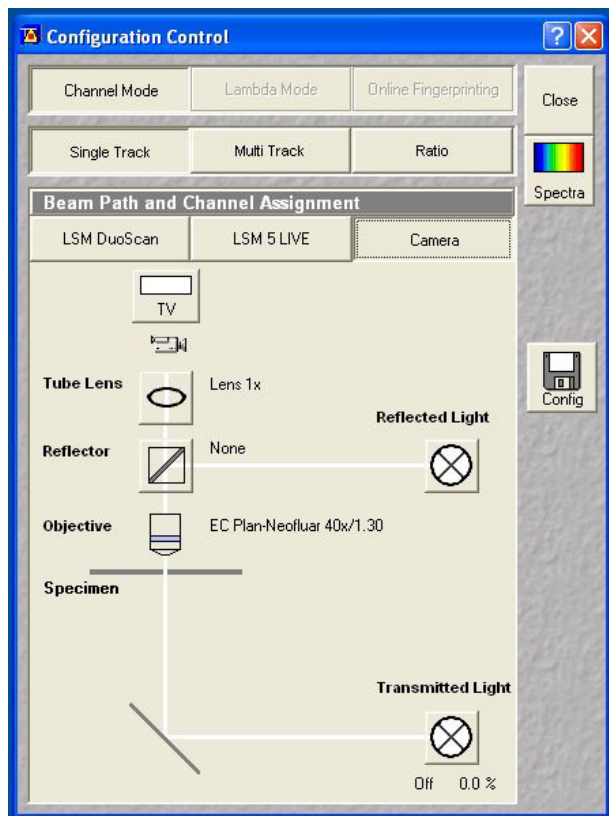 Configuration Control
Channel Mode
Lambda Mode
Online Fingerprinting
Close
Single Track
Multi Track
Ratio
Spectra
Beam Path and Channel Assignment
LSM DuoScan
LSM 5 LIVE
Camera
TV
Tube Lens
Lens 1x
Config
Reflected Light
Reflector
None
Objective
EC Plan-Neofluar 40x/1.30
Specimen
Transmitted Light
Off 0.0 %